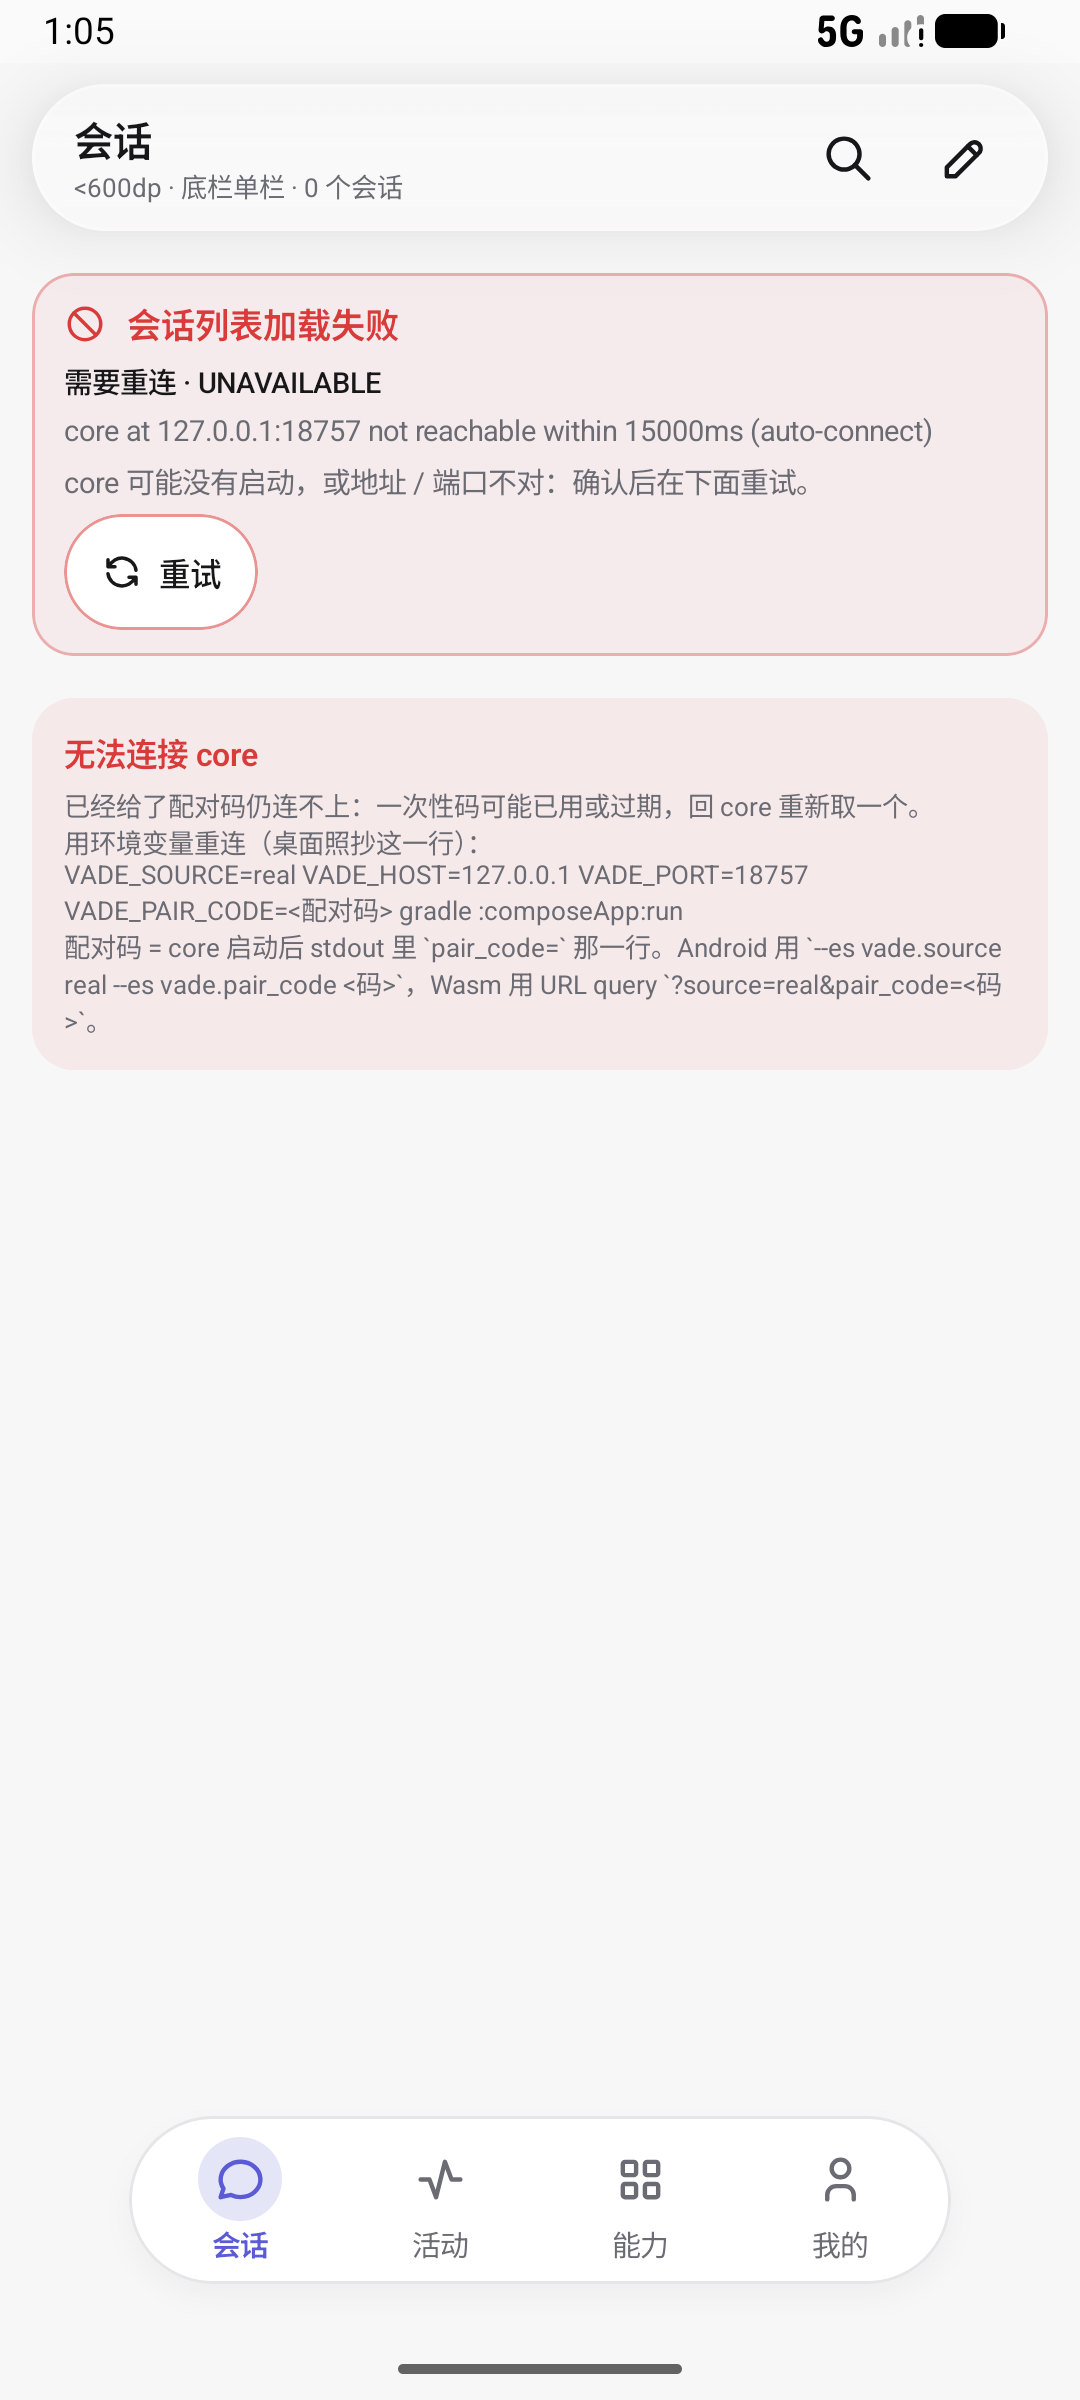 1:05
5G
会话
<600dp · 底栏单栏 · 0 个会话
会话列表加载失败
需要重连 · UNAVAILABLE
core at 127.0.0.1:18757 not reachable within 15000ms (auto-connect)
core 可能没有启动，或地址 / 端口不对：确认后在下面重试。
重试
无法连接 core
已经给了配对码仍连不上：一次性码可能已用或过期，回 core 重新取一个。
用环境变量重连（桌面照抄这一行）：
VADE_SOURCE=real VADE_HOST=127.0.0.1 VADE_PORT=18757
VADE_PAIR_CODE=<配对码> gradle :composeApp:run
配对码 = core 启动后 stdout 里 `pair_code=` 那一行。Android 用 `--es vade.source
real --es vade.pair_code <码>`，Wasm 用 URL query `?source=real&pair_code=<码
>`。
会话
活动
能力
我的